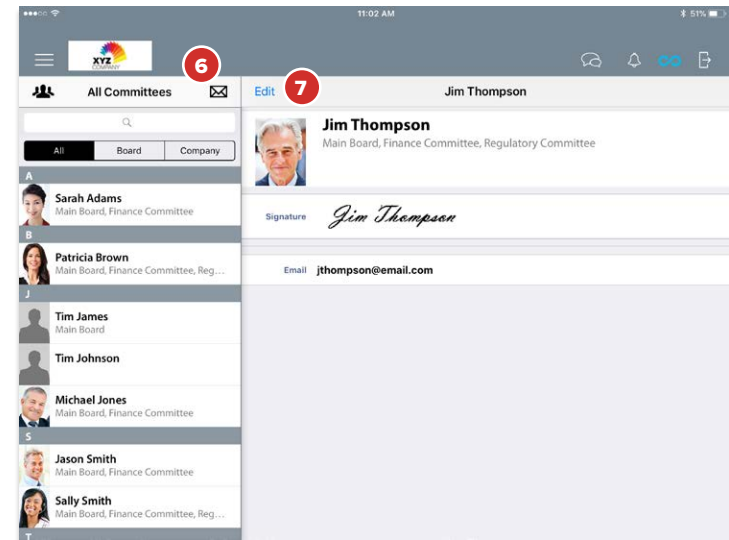 11:02 AM
51%
XYZ
COMPANY
6
All Committees
Edit
7
Jim Thompson
All
Board
Company
A
Sarah Adams
Main Board, Finance Committee
B
Patricia Brown
Main Board, Finance Committee, Reg...
J
Tim James
Main Board
Tim Johnson
Michael Jones
Main Board, Finance Committee
S
Jason Smith
Main Board, Finance Committee
Sally Smith
Main Board, Finance Committee, Reg...
T
Jim Thompson
Main Board, Finance Committee, Regulatory Committee
Signature Jim Thompson
Email jthompson@email.com